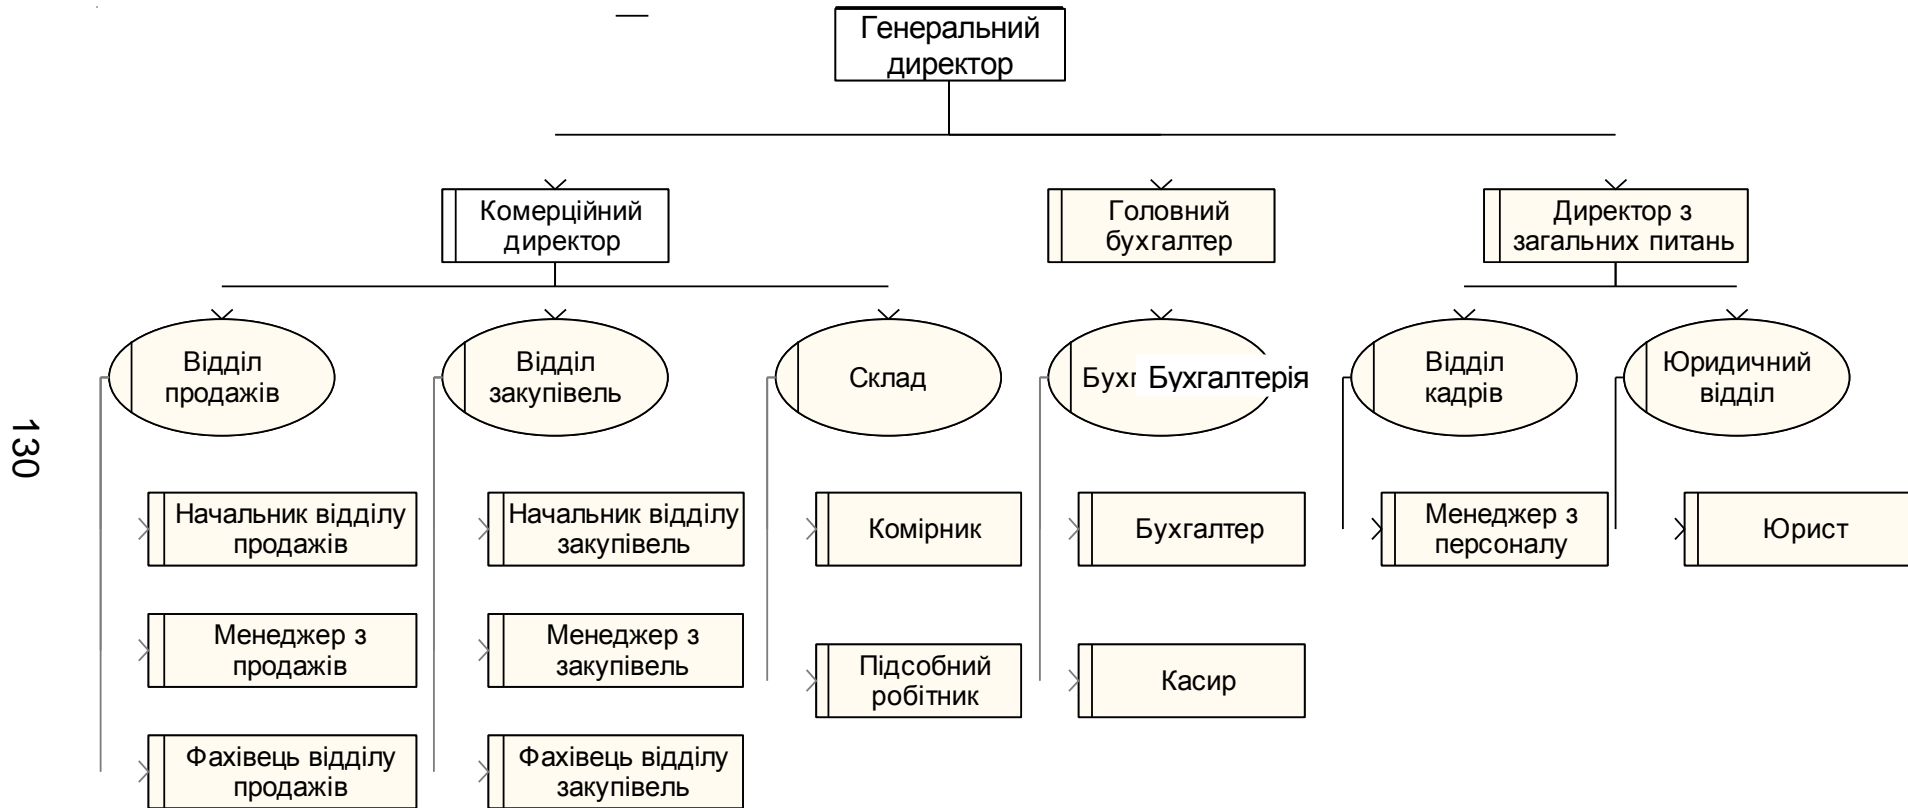 Генеральний
директор
Комерційний
директор
Головний
бухгалтер
Директор з
загальних питань
Відділ
продажів
Відділ
закупівель
Склад
Бухг
Бухгалтерія
Відділ
кадрів
Юридичний
відділ
130
Начальник відділу
продажів
Начальник відділу
закупівель
Комірник
Бухгалтер
Менеджер з
персоналу
Юрист
Менеджер з
продажів
Менеджер з
закупівель
Підсобний
робітник
Касир
Фахівець відділу
продажів
Фахівець відділу
закупівель